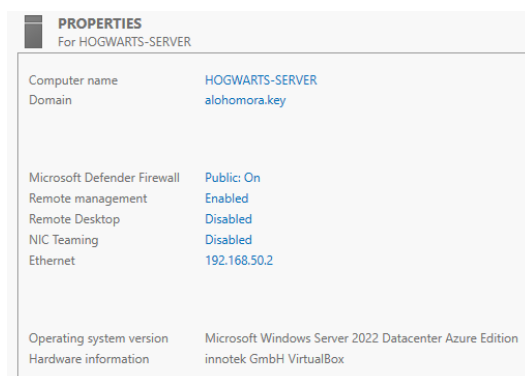 PROPERTIES
For HOGWARTS-SERVER
Computer name HOGWARTS-SERVER
Domain alohomora.key
Microsoft Defender Firewall Public: On
Remote management Enabled
Remote Desktop Disabled
NIC Teaming Disabled
Ethernet 192.168.50.2
Operating system version Microsoft Windows Server 2022 Datacenter Azure Edition
Hardware information innotek GmbH VirtualBox